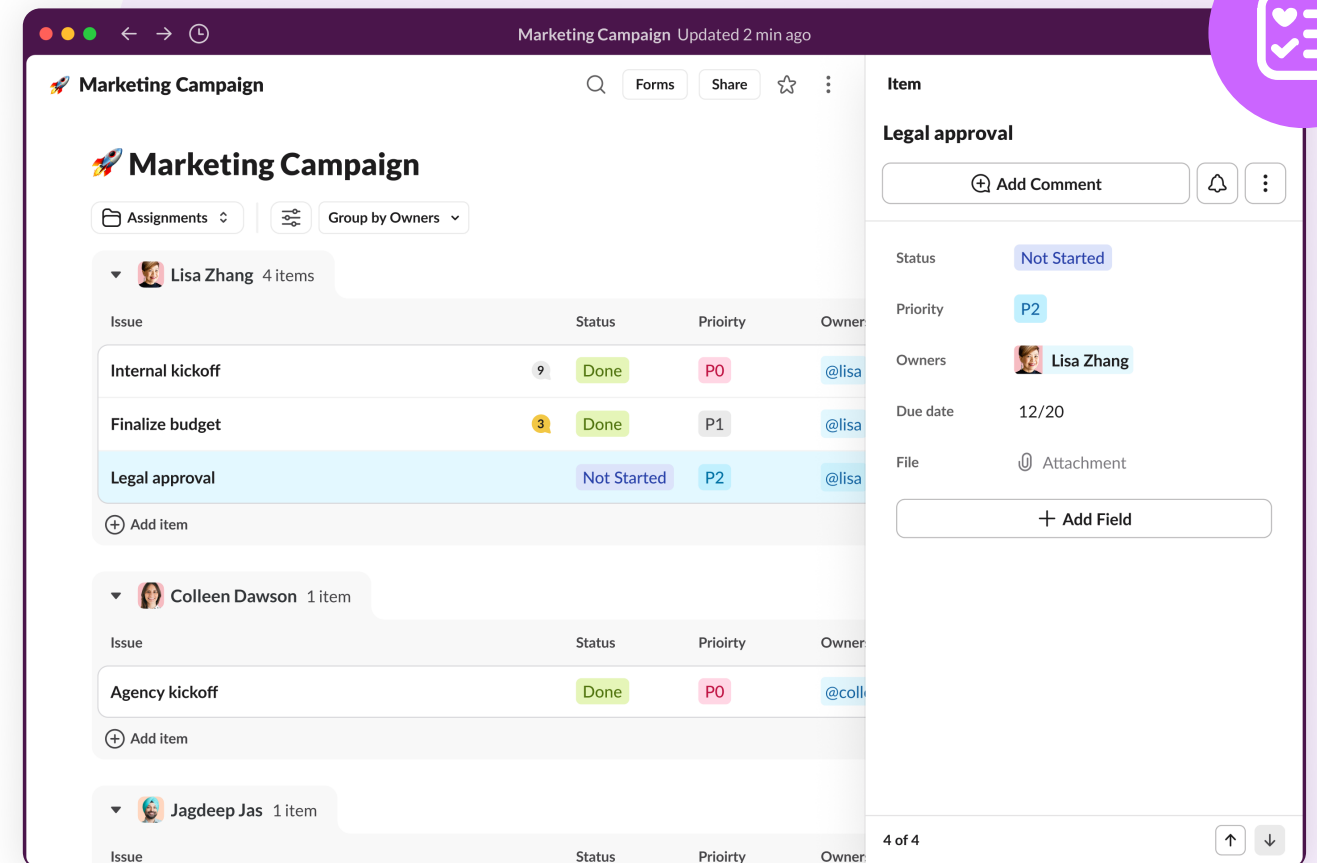 Marketing Campaign Updated 2 min ago
Marketing Campaign
Forms
Share
Marketing Campaign
Assignments
Group by Owners
Lisa Zhang 4 items
Issue Status Prioirty Owner
Internal kickoff 9 Done P0 @lisa
Finalize budget 3 Done P1 @lisa
Legal approval Not Started P2 @lisa
Add item
Colleen Dawson 1 item
Issue Status Prioirty Owner
Agency kickoff Done P0 @coll
Add item
Jagdeep Jas 1 item
Issue Status Prioirty Owner
Item
Legal approval
Add Comment
Status Not Started
Priority P2
Owners Lisa Zhang
Due date 12/20
File Attachment
Add Field
4 of 4